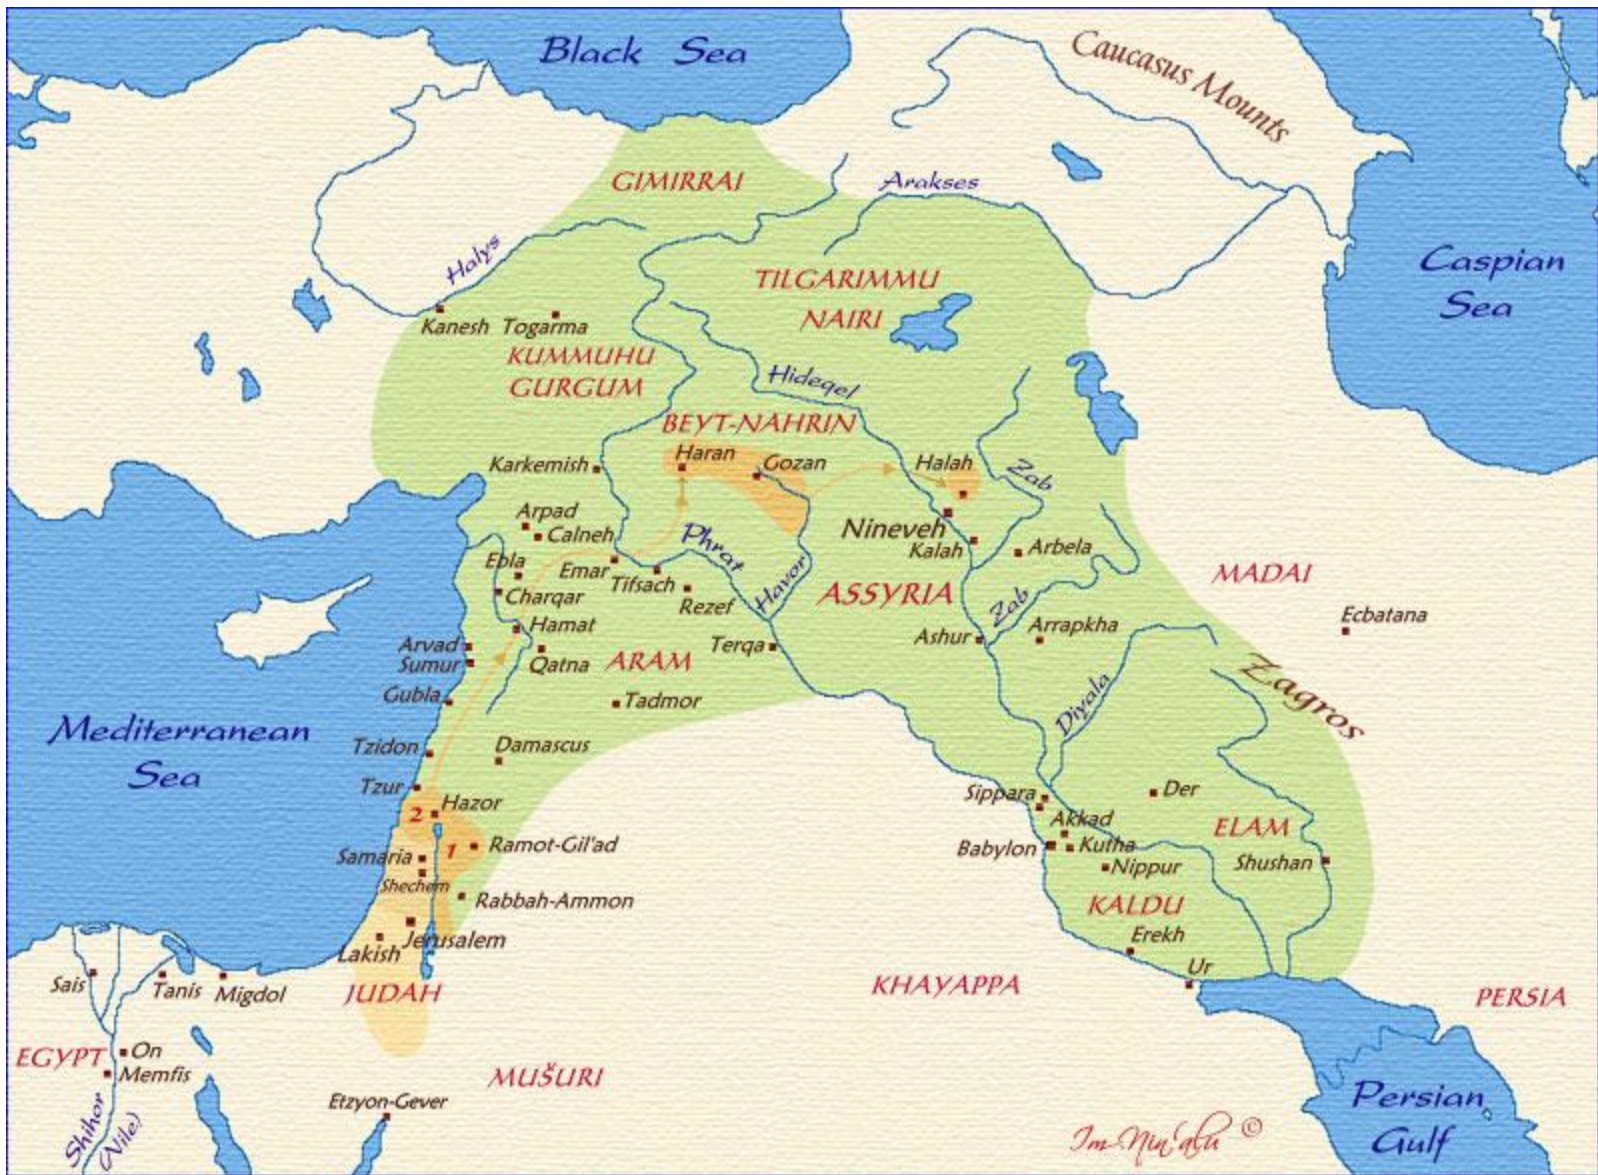 Black Sea
Caucasus Mounts
GIMIRRAI
Arakses
Halys
Caspian
Sea
TILGARIMMU
NAIRI
Kanesh
Togarma
KUMMUHU
GURGUM
Hideqel
BEYT-NAHRIN
Karkemish
Haran
Gozan
Halah
Zab
Arpad
Calneh
Nineveh
Kalah
Arbela
Phrat
Ebla
Emar
Tifsach
Charqar
Rezef
Havor
ASSYRIA
Zab
MADAI
Ecbatana
Hamat
Arvad
Sumur
Qatna
ARAM
Terqa
Ashur
Arrapkha
Gubla
Tadmor
Diyala
Zagros
Mediterranean
Sea
Tzidon
Damascus
Tzur
Hazor
2
1
Ramot-Gil'ad
Samaria
Shechem
Rabbah-Ammon
Sippara
Der
Akkad
Babylon
Kutha
Nippur
ELAM
Shushan
KALDU
Erekh
Ur
Jerusalem
Lakish
JUDAH
KHAYAPPA
PERSIA
Sais
Tanis
Migdol
EGYPT
On
Memfis
MUŠURI
Etzyon-Gever
Shihor
(Nile)
Persian
Gulf
Im Nin'alu ©